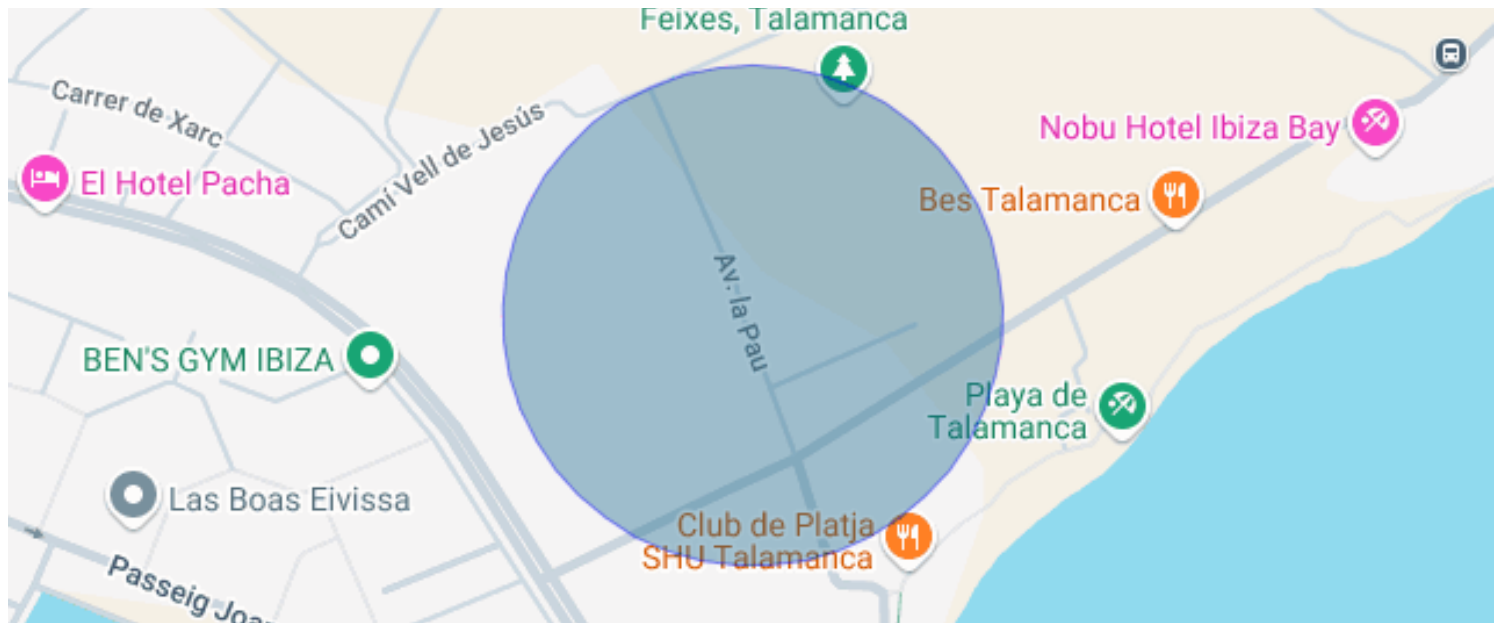 Feixes, Talamanca
Carrer de Xarc
Camí Vell de Jesús
Nobu Hotel Ibiza Bay
El Hotel Pacha
Bes Talamanca
Av. la Pau
BEN'S GYM IBIZA
Playa de
Talamanca
Las Boas Eivissa
Club de Platja
SHU Talamanca
Passeig Joa